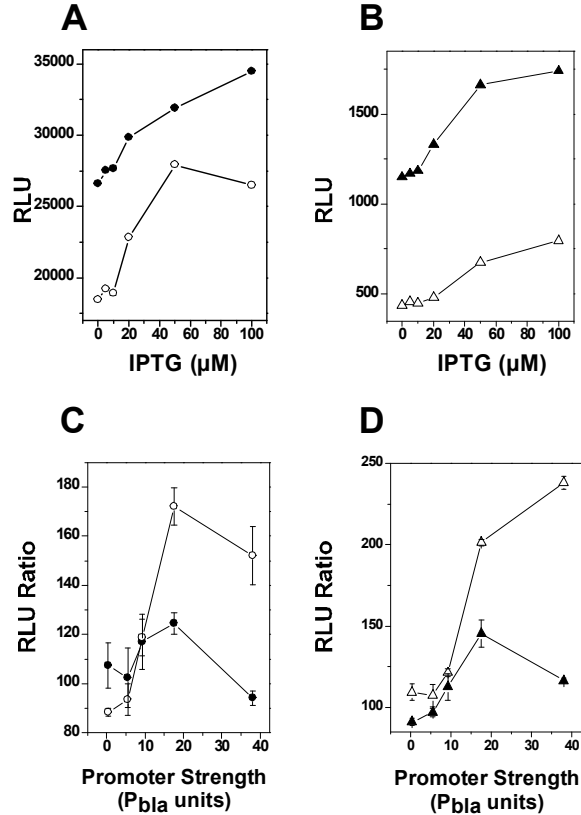 A
B
35000
30000
25000
20000
RLU
0 20 40 60 80 100
IPTG (µM)
1500
1000
500
RLU
0 20 40 60 80 100
IPTG (µM)
C
D
180
160
140
120
100
80
RLU Ratio
0 10 20 30 40
Promoter Strength
(Pbla units)
250
200
150
100
RLU Ratio
0 10 20 30 40
Promoter Strength
(Pbla units)